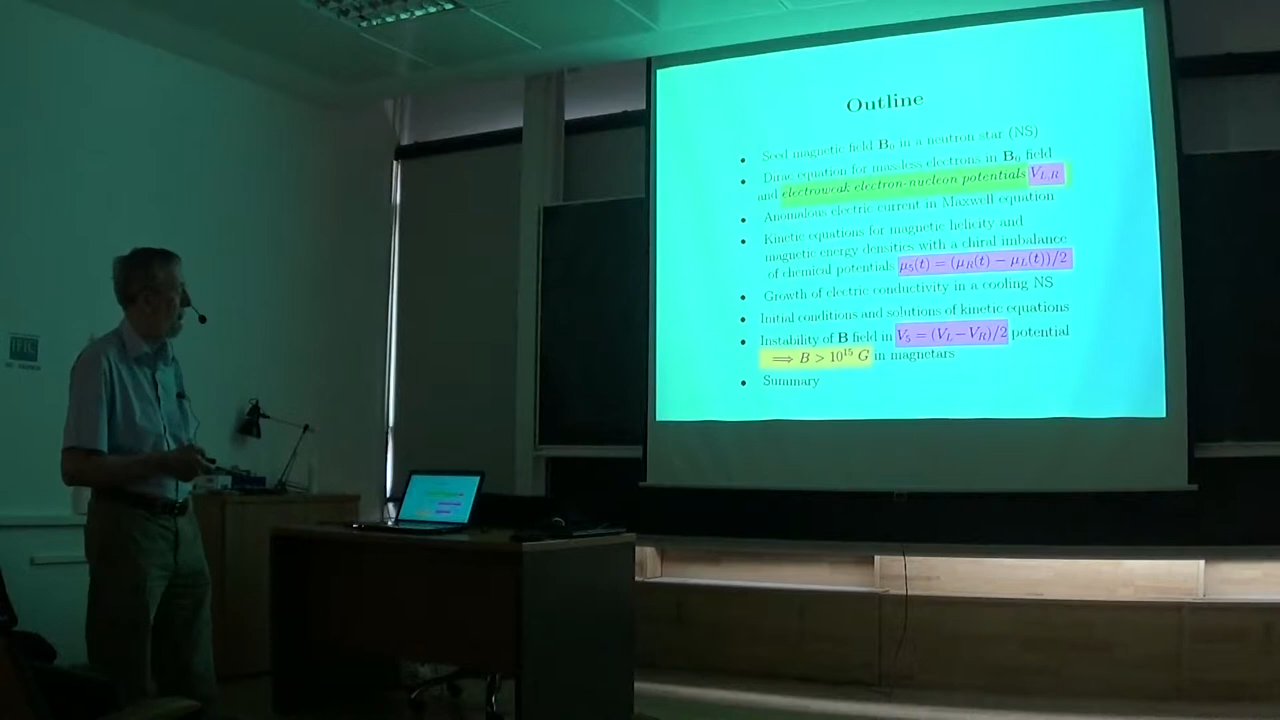 Outline
• Seed magnetic field B₀ in a neutron star (NS)
• Dirac equation for massless electrons in B₀ field
and electroweak electron-nucleon potentials V_{L,R}
• Anomalous electric current in Maxwell equation
• Kinetic equations for magnetic helicity and
magnetic energy densities with a chiral imbalance
of chemical potentials μ₅(t) = (μ_R(t) − μ_L(t))/2
• Growth of electric conductivity in a cooling NS
• Initial conditions and solutions of kinetic equations
• Instability of B field in V₅ = (V_L − V_R)/2 potential
⟹ B > 10¹⁵ G in magnetars
• Summary
IFIC